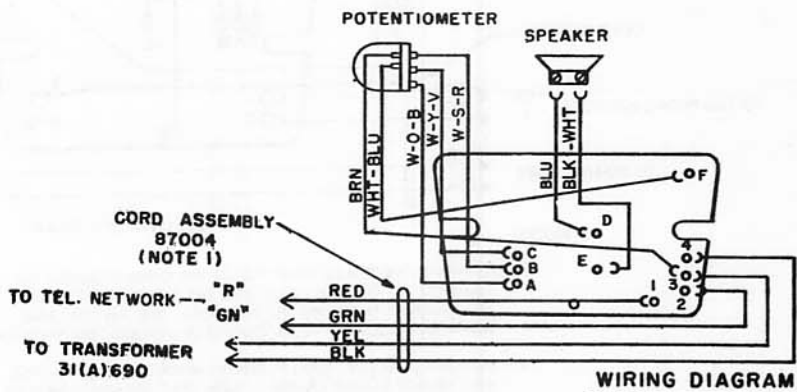 POTENTIOMETER
SPEAKER
BRN
WHT-BLU
W-O-B
W-Y-V
W-S-R
BLU
BLK-WHT
F
D
E
C
B
A
4
3
2
1
CORD ASSEMBLY
87004
(NOTE 1)
TO TEL. NETWORK-- "R"
"GN"
RED
GRN
YEL
BLK
TO TRANSFORMER
31(A)690
WIRING DIAGRAM